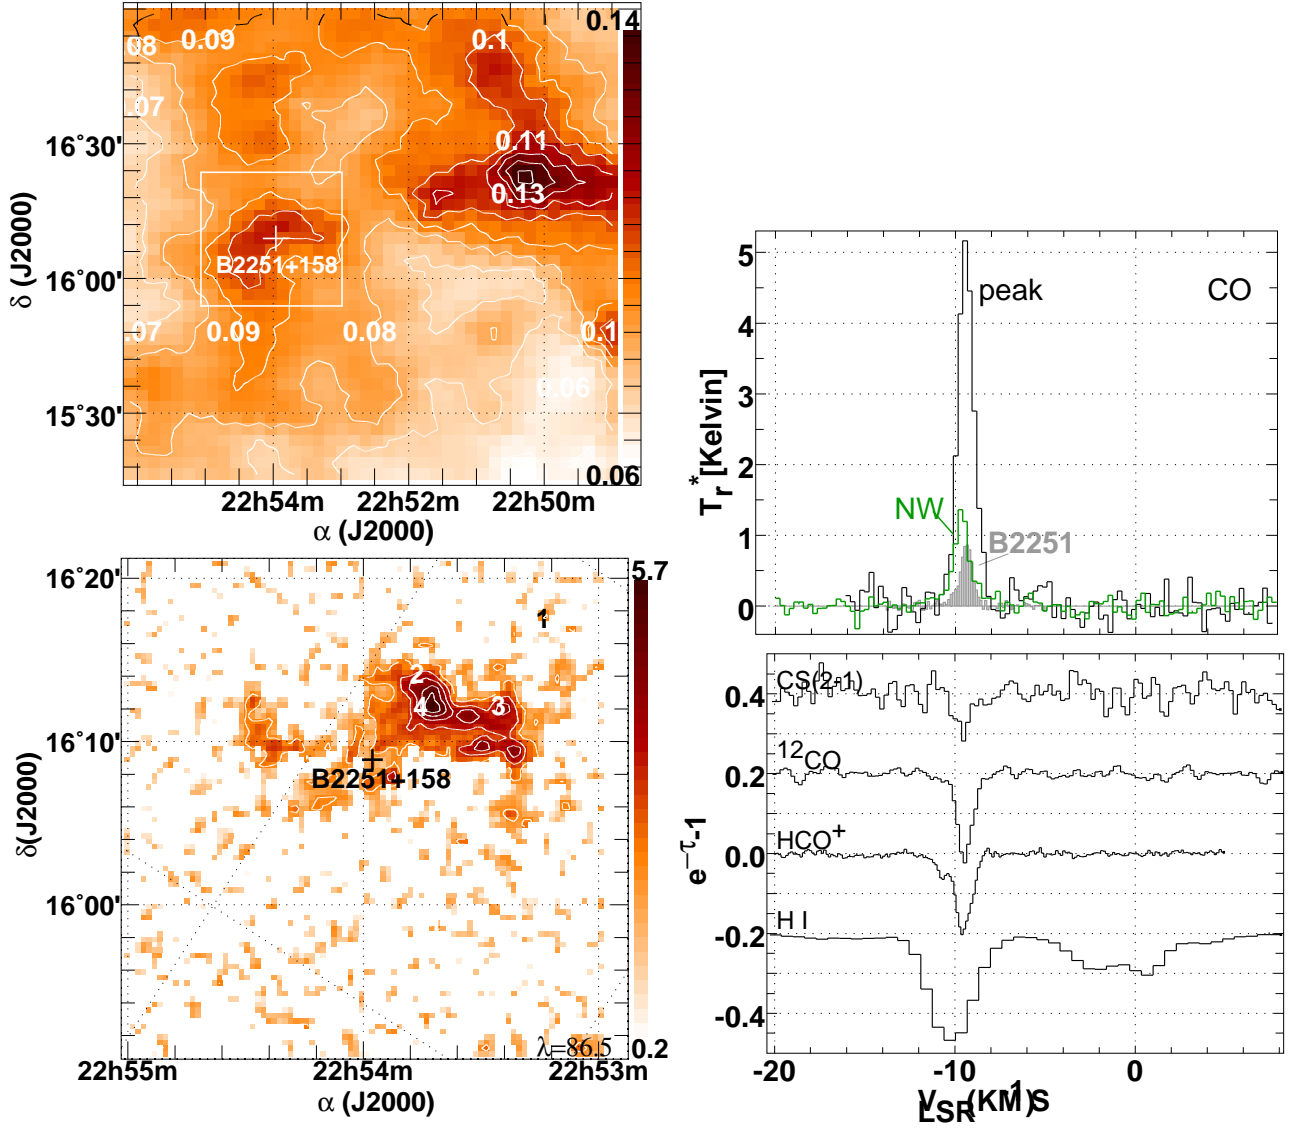 0.14
08
0.09
0.1
.07
16°30'
0.11
0.13
B2251+158
16°00'
.07
0.09
0.08
0.1
0.06
15°30'
0.06
22h54m
22h52m
22h50m
α (J2000)
δ (J2000)
5.7
16°20'
1
2
4
3
16°10'
B2251+158
16°00'
λ=86.5
0.2
22h55m
22h54m
22h53m
α (J2000)
δ(J2000)
5
peak
CO
4
3
2
NW
1
B2251
0
T_r^* [Kelvin]
0.4
CS(2-1)
0.2
12CO
0.0
HCO+
-0.2
H I
-0.4
e^−τ-1
-20
-10
0
V_LSR (KM S^-1)